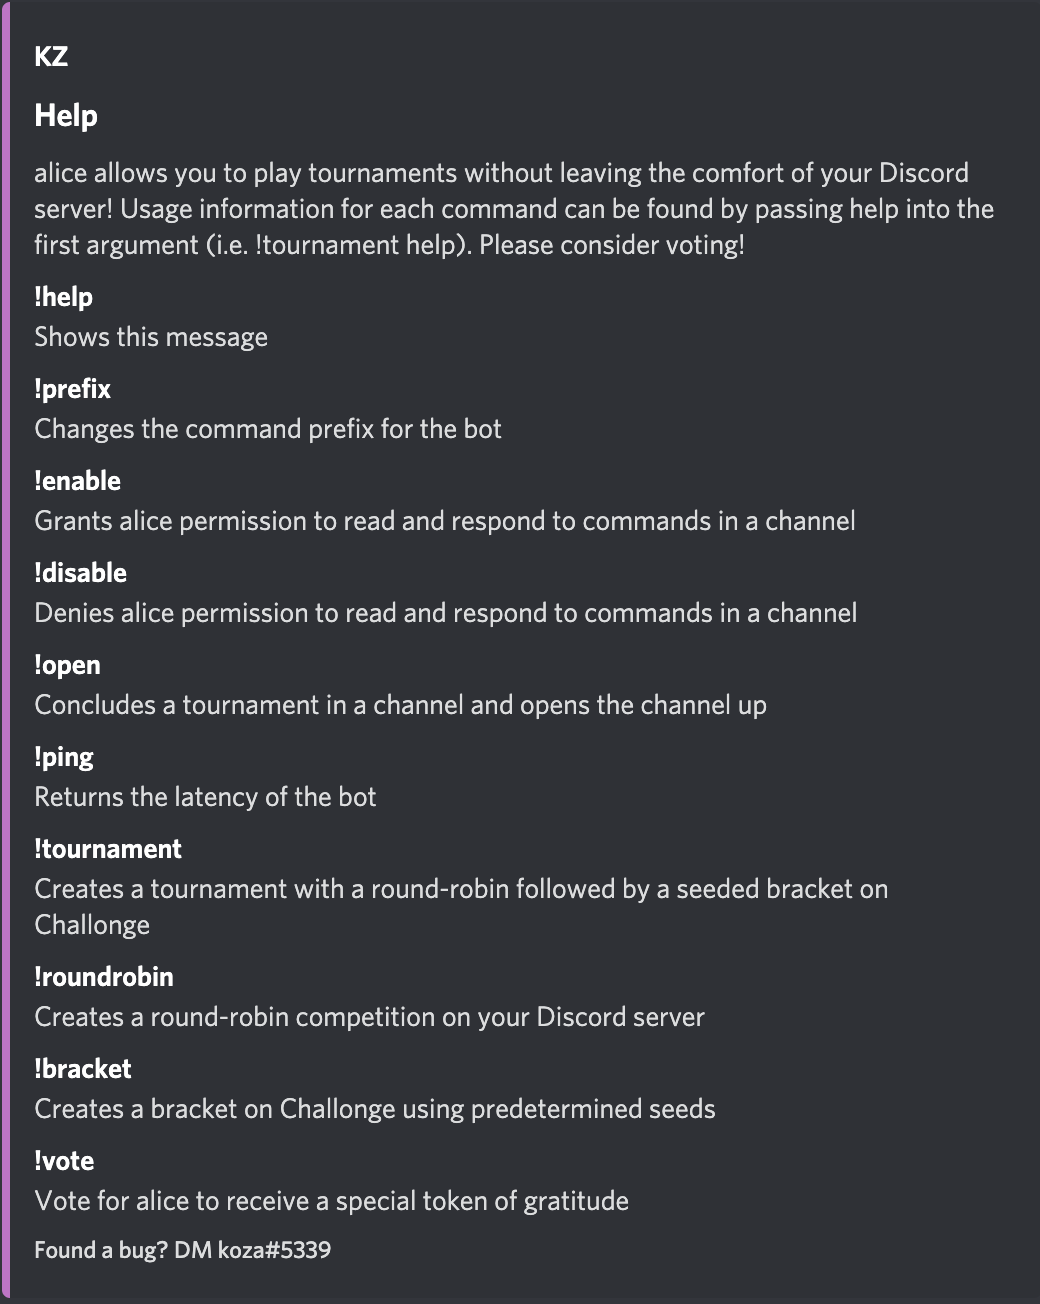 KZ
Help
alice allows you to play tournaments without leaving the comfort of your Discord
server! Usage information for each command can be found by passing help into the
first argument (i.e. !tournament help). Please consider voting!
!help
Shows this message
!prefix
Changes the command prefix for the bot
!enable
Grants alice permission to read and respond to commands in a channel
!disable
Denies alice permission to read and respond to commands in a channel
!open
Concludes a tournament in a channel and opens the channel up
!ping
Returns the latency of the bot
!tournament
Creates a tournament with a round-robin followed by a seeded bracket on
Challonge
!roundrobin
Creates a round-robin competition on your Discord server
!bracket
Creates a bracket on Challonge using predetermined seeds
!vote
Vote for alice to receive a special token of gratitude
Found a bug? DM koza#5339